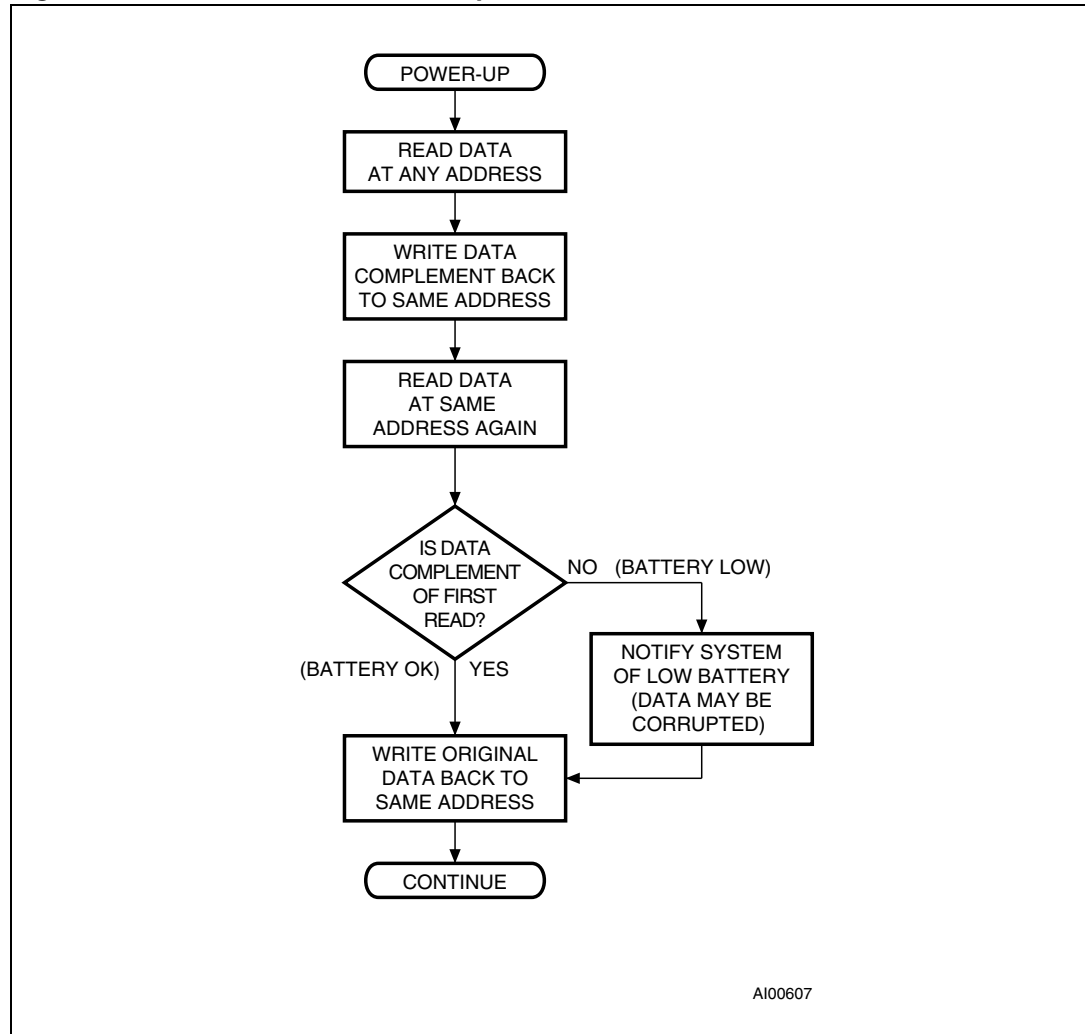 POWER-UP
READ DATA
AT ANY ADDRESS
WRITE DATA
COMPLEMENT BACK
TO SAME ADDRESS
READ DATA
AT SAME
ADDRESS AGAIN
IS DATA
COMPLEMENT
OF FIRST
READ?
NO (BATTERY LOW)
NOTIFY SYSTEM
OF LOW BATTERY
(DATA MAY BE
CORRUPTED)
(BATTERY OK) YES
WRITE ORIGINAL
DATA BACK TO
SAME ADDRESS
CONTINUE
AI00607